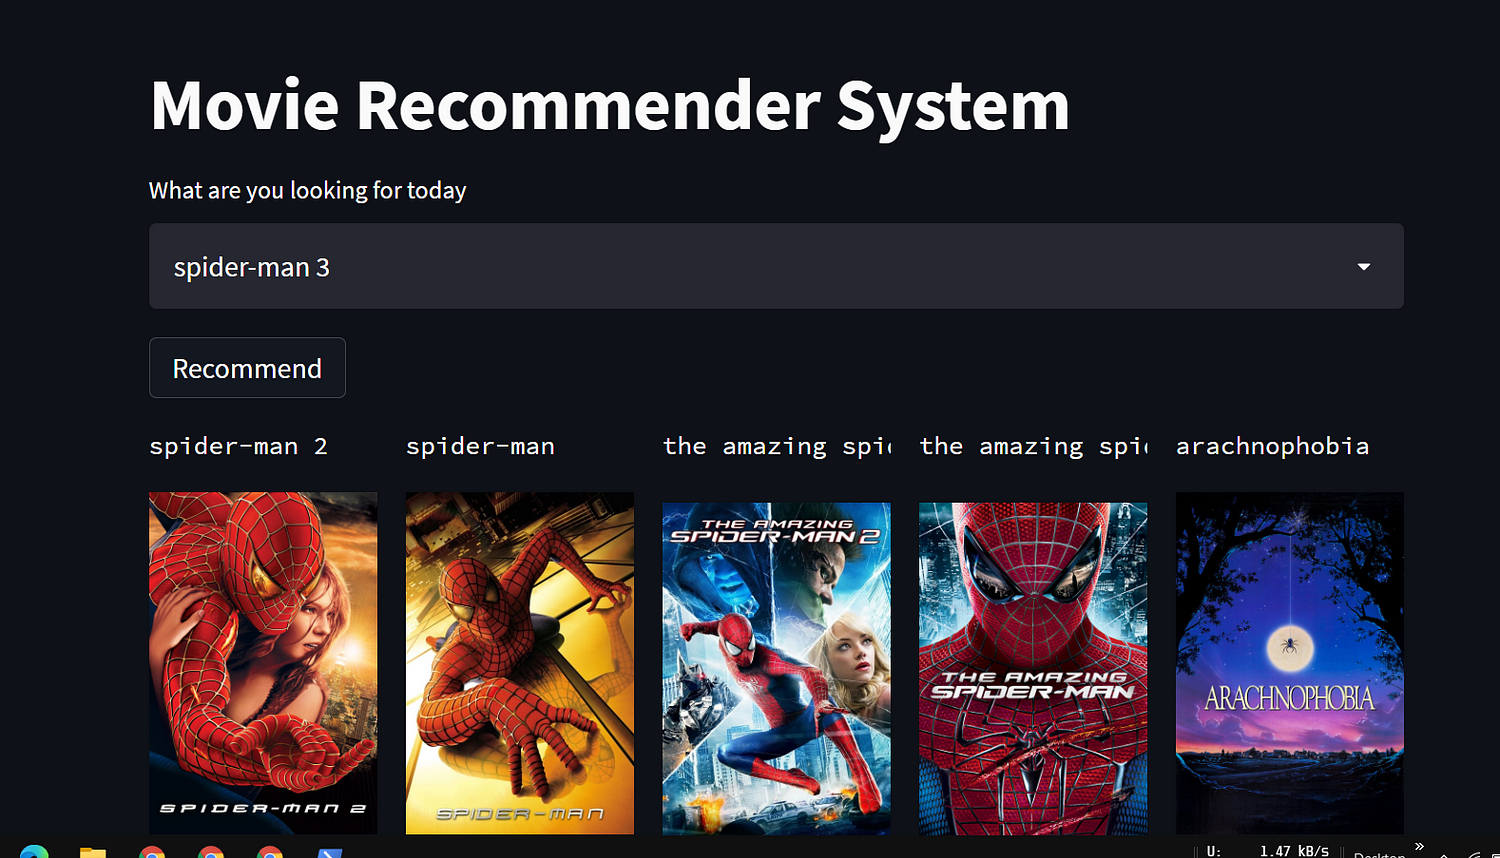 Movie Recommender System
What are you looking for today
spider-man 3
Recommend
spider-man 2
spider-man
the amazing spi
the amazing spi
arachnophobia
SPIDER-MAN 2
SPIDER-MAN
THE AMAZING
SPIDER-MAN 2
THE AMAZING
SPIDER-MAN
ARACHNOPHOBIA
U: 1.47 kB/s
Desktop